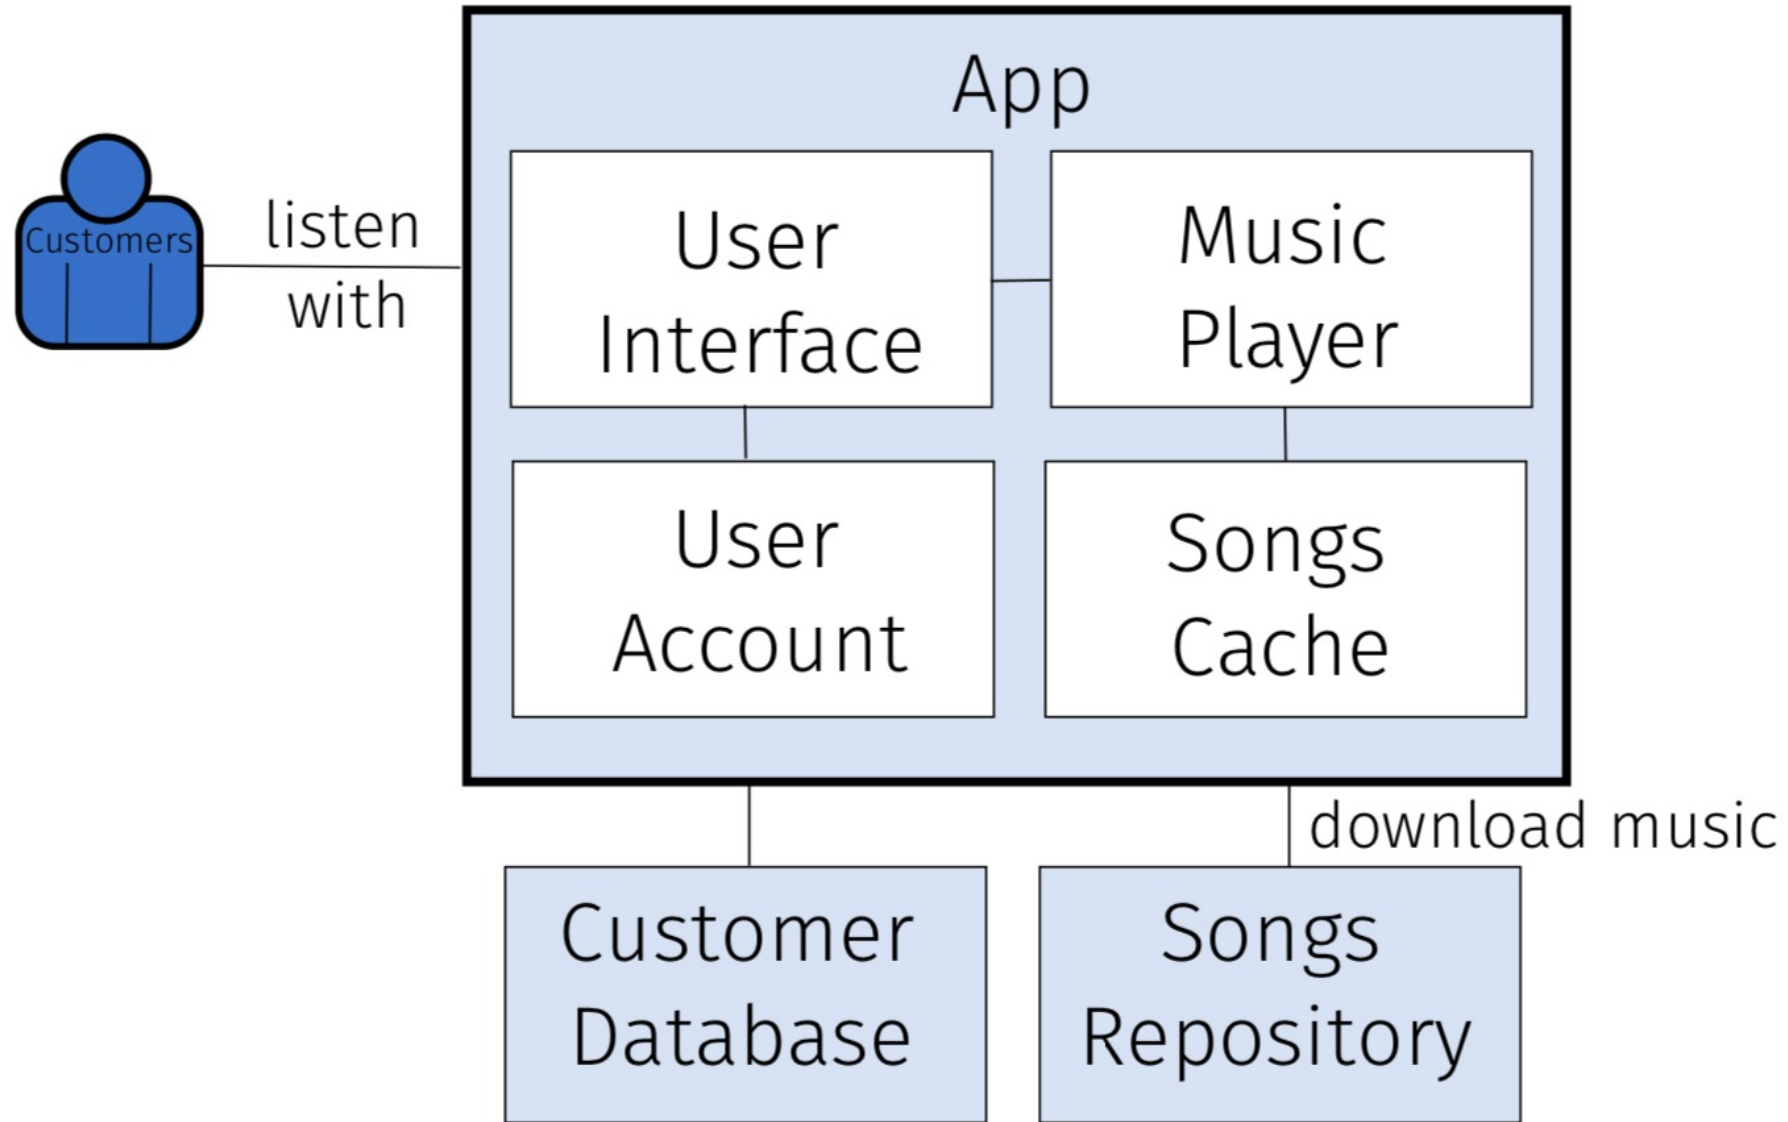 App
Customers
listen
with
User
Interface
Music
Player
User
Account
Songs
Cache
download music
Customer
Database
Songs
Repository